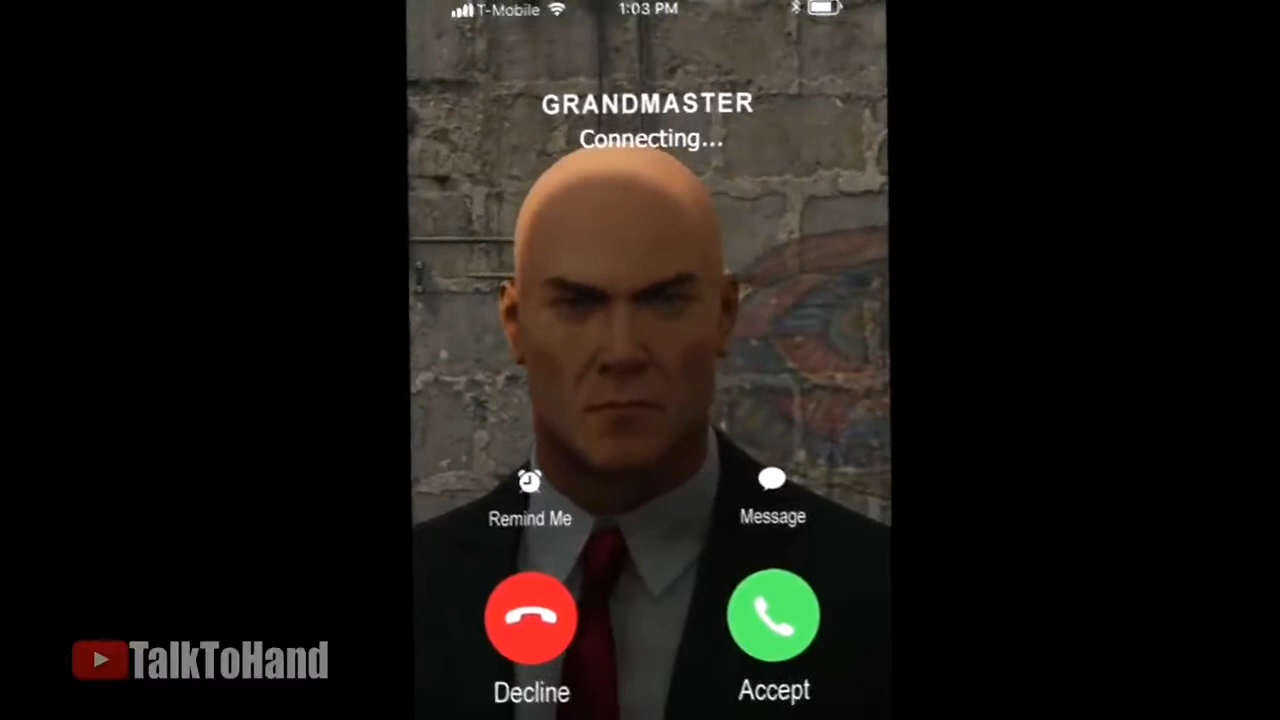 T-Mobile 1:03 PM
GRANDMASTER
Connecting...
Remind Me Message
TalkToHand
Decline Accept